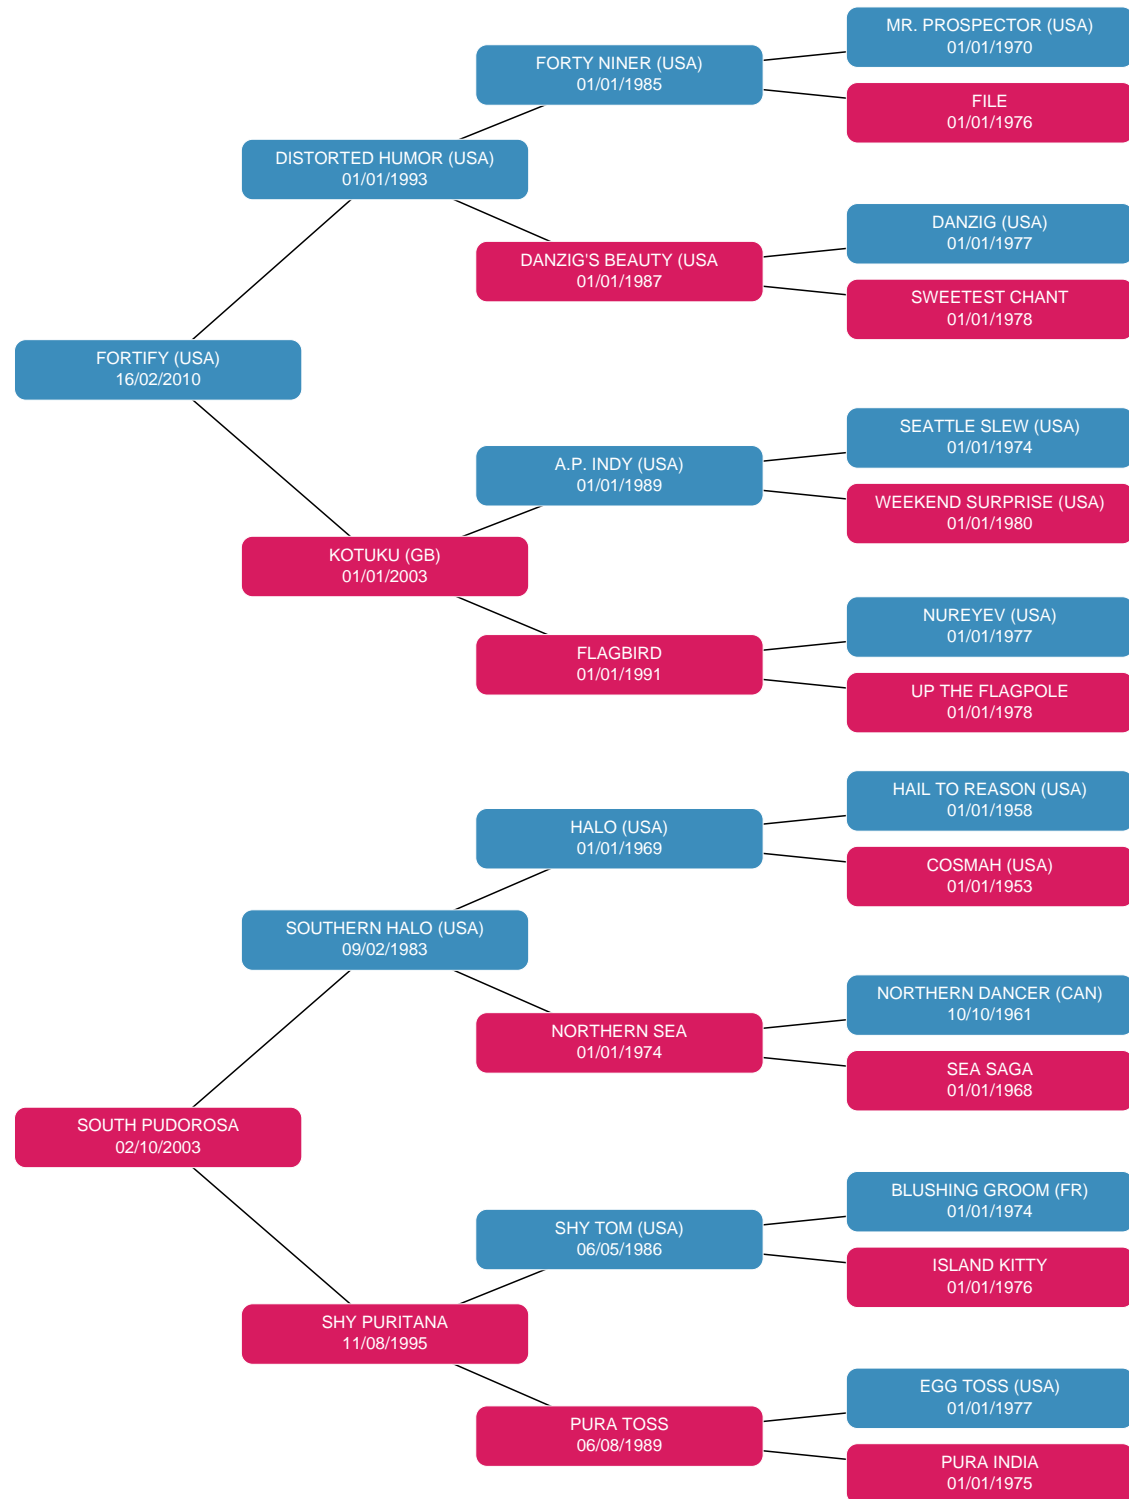 MR. PROSPECTOR (USA)
01/01/1970
FORTY NINER (USA)
01/01/1985
FILE
01/01/1976
DISTORTED HUMOR (USA)
01/01/1993
DANZIG (USA)
01/01/1977
DANZIG'S BEAUTY (USA
01/01/1987
SWEETEST CHANT
01/01/1978
FORTIFY (USA)
16/02/2010
SEATTLE SLEW (USA)
01/01/1974
A.P. INDY (USA)
01/01/1989
WEEKEND SURPRISE (USA)
01/01/1980
KOTUKU (GB)
01/01/2003
NUREYEV (USA)
01/01/1977
FLAGBIRD
01/01/1991
UP THE FLAGPOLE
01/01/1978
HAIL TO REASON (USA)
01/01/1958
HALO (USA)
01/01/1969
COSMAH (USA)
01/01/1953
SOUTHERN HALO (USA)
09/02/1983
NORTHERN DANCER (CAN)
10/10/1961
NORTHERN SEA
01/01/1974
SEA SAGA
01/01/1968
SOUTH PUDOROSA
02/10/2003
BLUSHING GROOM (FR)
01/01/1974
SHY TOM (USA)
06/05/1986
ISLAND KITTY
01/01/1976
SHY PURITANA
11/08/1995
EGG TOSS (USA)
01/01/1977
PURA TOSS
06/08/1989
PURA INDIA
01/01/1975